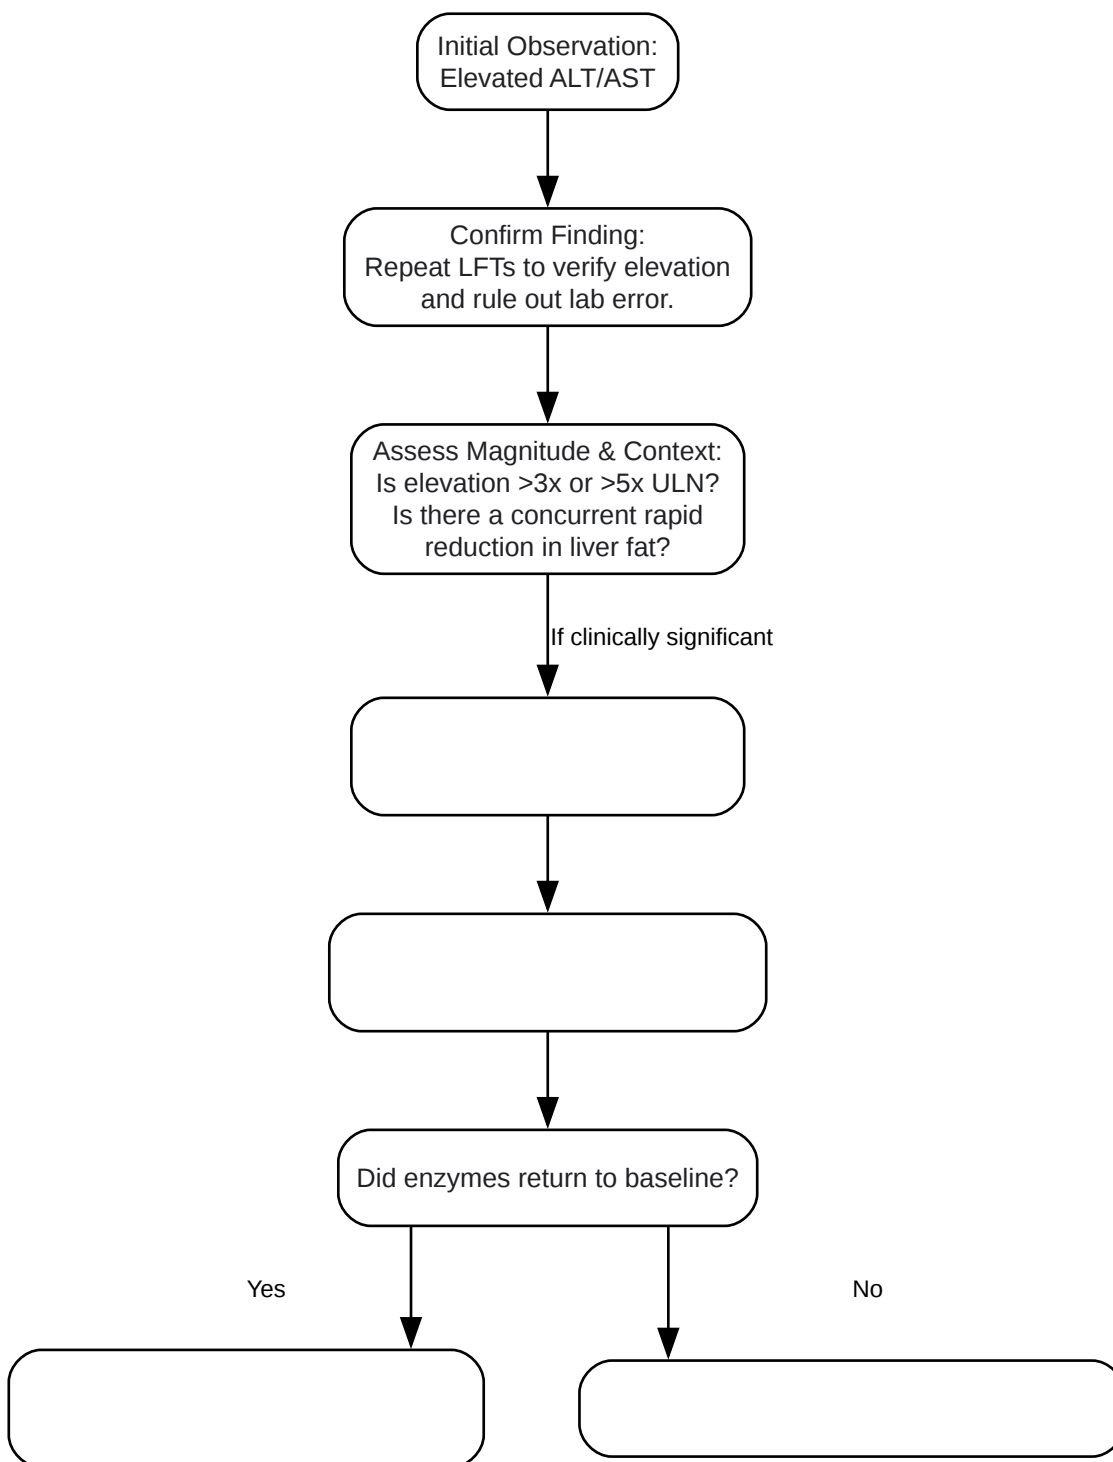 Initial Observation:
Elevated ALT/AST
Confirm Finding:
Repeat LFTs to verify elevation
and rule out lab error.
Assess Magnitude & Context:
Is elevation >3x or >5x ULN?
Is there a concurrent rapid
reduction in liver fat?
If clinically significant
Did enzymes return to baseline?
Yes
No